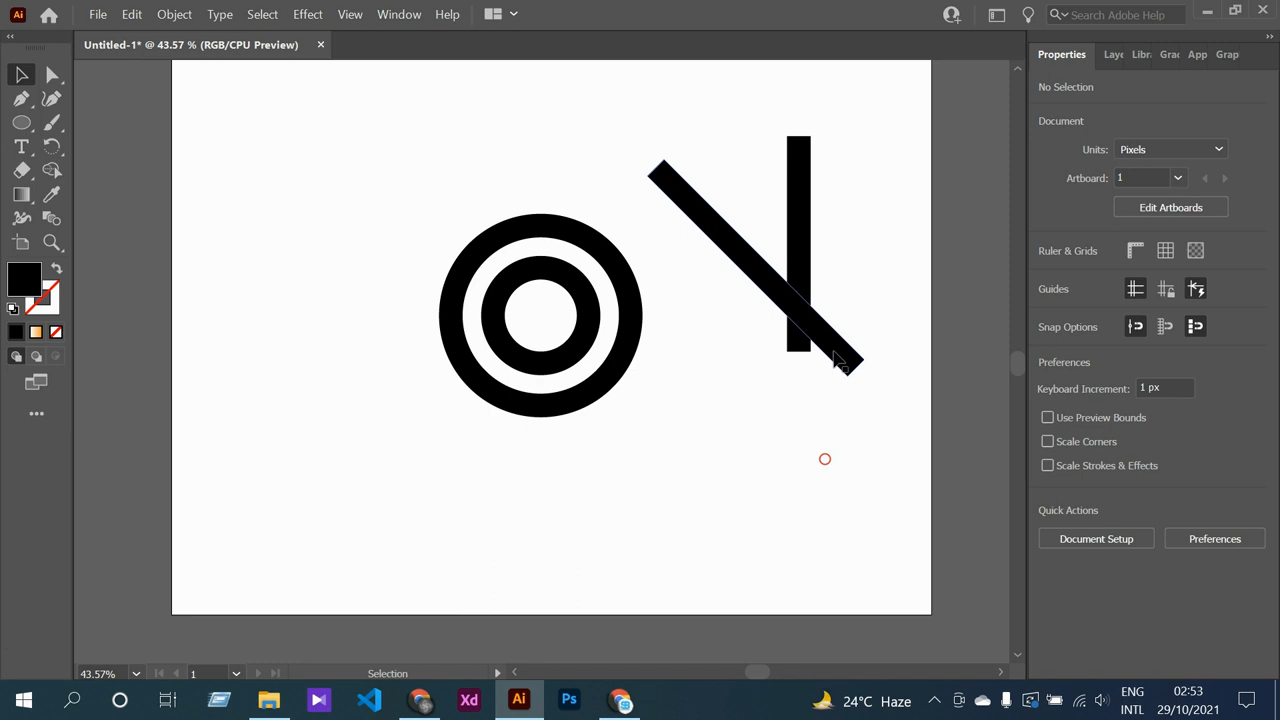 Ai File Edit Object Type Select Effect View Window Help Search Adobe Help
Untitled-1* @ 43.57 % (RGB/CPU Preview) ×
Properties Laye Libr Grac App Grap
No Selection
Document
Units: Pixels
Artboard: 1
Edit Artboards
Ruler & Grids
Guides
Snap Options
Preferences
Keyboard Increment: 1 px
Use Preview Bounds
Scale Corners
Scale Strokes & Effects
Quick Actions
Document Setup Preferences
43.57% 1 Selection
Xd Ai Ps 24°C Haze ENG 02:53
INTL 29/10/2021